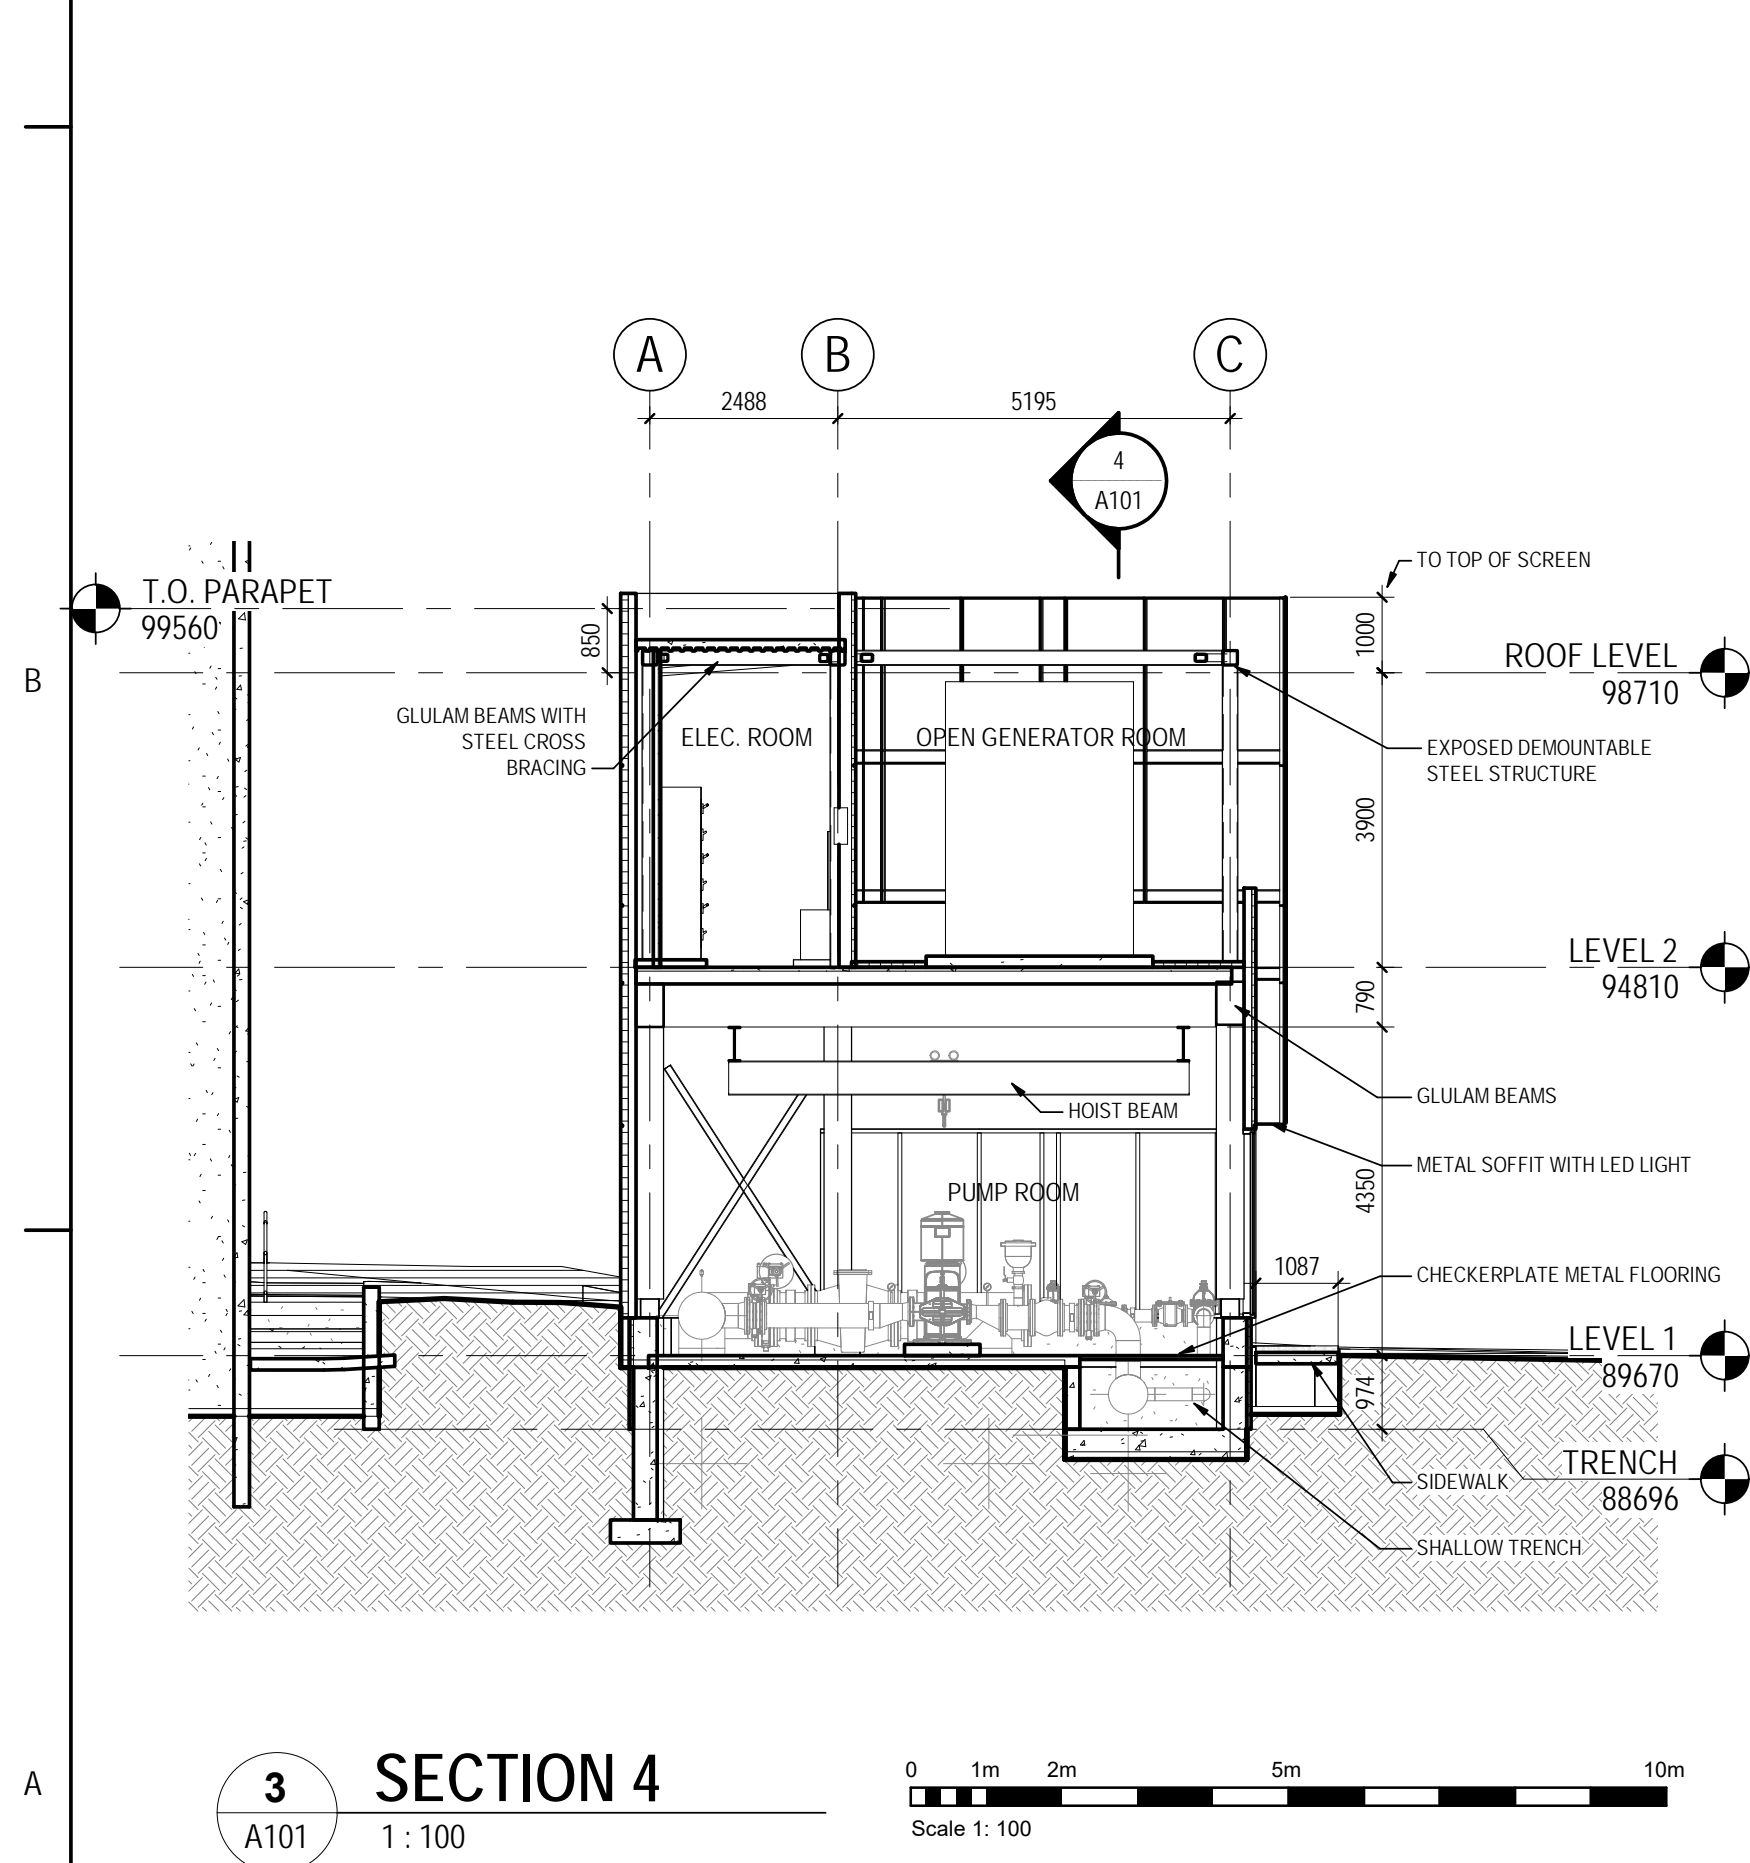 A
B
C
2488
5195
4
A101
TO TOP OF SCREEN
T.O. PARAPET
99560
850
1000
ROOF LEVEL
98710
B
GLULAM BEAMS WITH
STEEL CROSS
BRACING
ELEC. ROOM
OPEN GENERATOR ROOM
EXPOSED DEMOUNTABLE
STEEL STRUCTURE
3900
LEVEL 2
94810
790
GLULAM BEAMS
HOIST BEAM
METAL SOFFIT WITH LED LIGHT
PUMP ROOM
4350
1087
CHECKERPLATE METAL FLOORING
LEVEL 1
89670
974
TRENCH
88696
SIDEWALK
SHALLOW TRENCH
A
3
A101
SECTION 4
1 : 100
0 1m 2m 5m 10m
Scale 1: 100